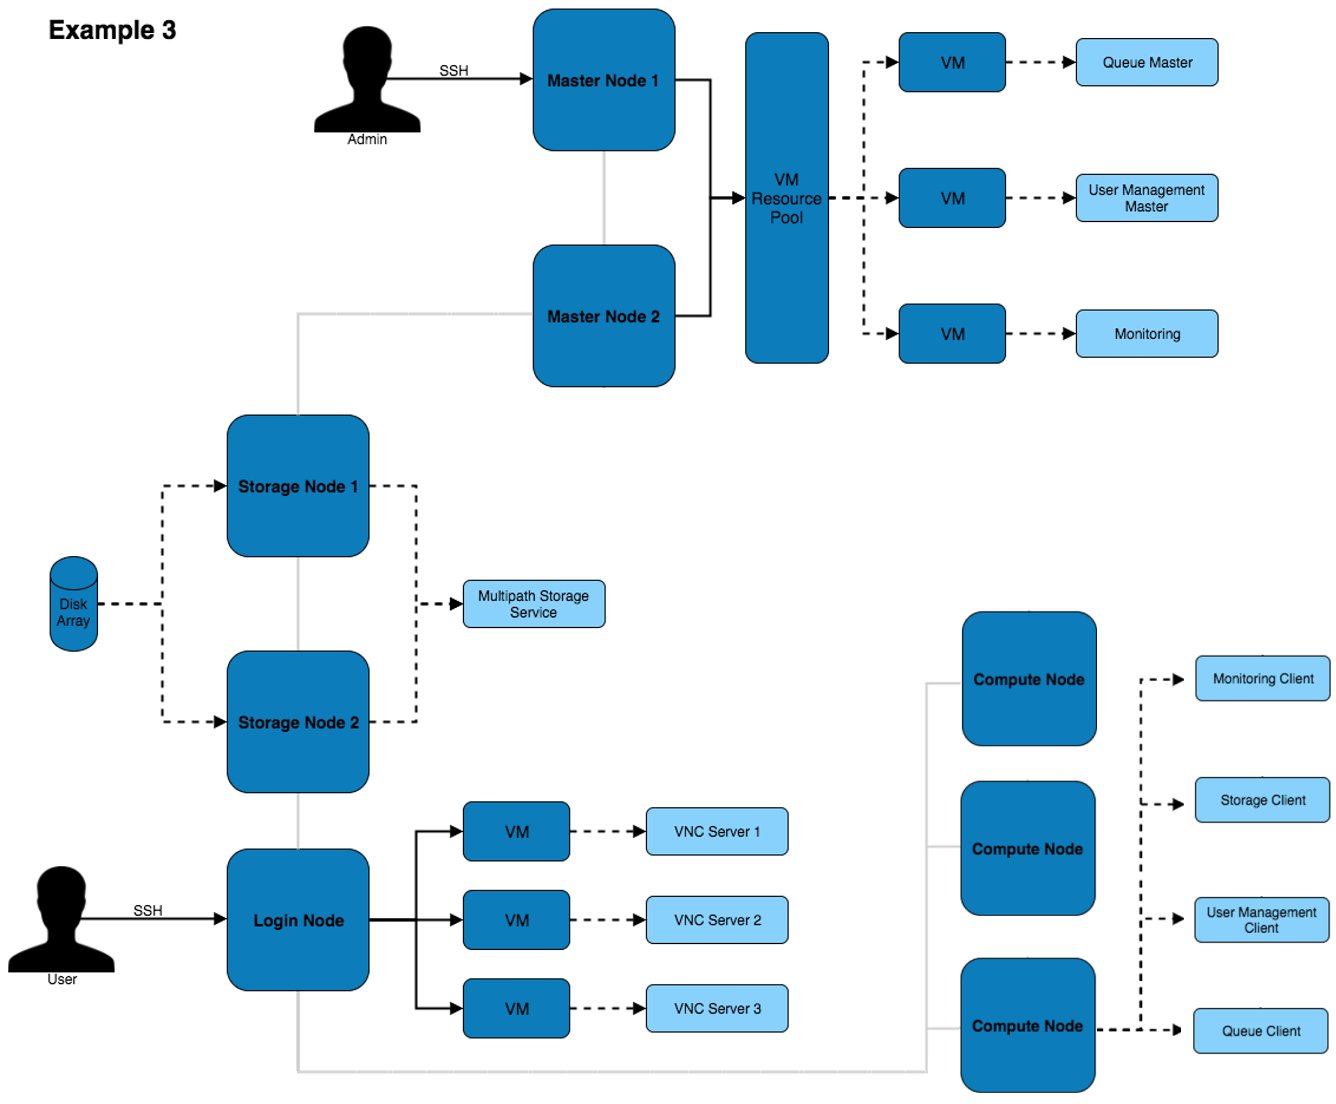 Example 3
SSH
Admin
Master Node 1
VM
Resource
Pool
VM
Queue Master
VM
User Management
Master
Master Node 2
VM
Monitoring
Storage Node 1
Disk
Array
Multipath Storage
Service
Storage Node 2
Compute Node
Monitoring Client
Compute Node
Storage Client
User Management
Client
Compute Node
Queue Client
SSH
User
Login Node
VM
VNC Server 1
VM
VNC Server 2
VM
VNC Server 3